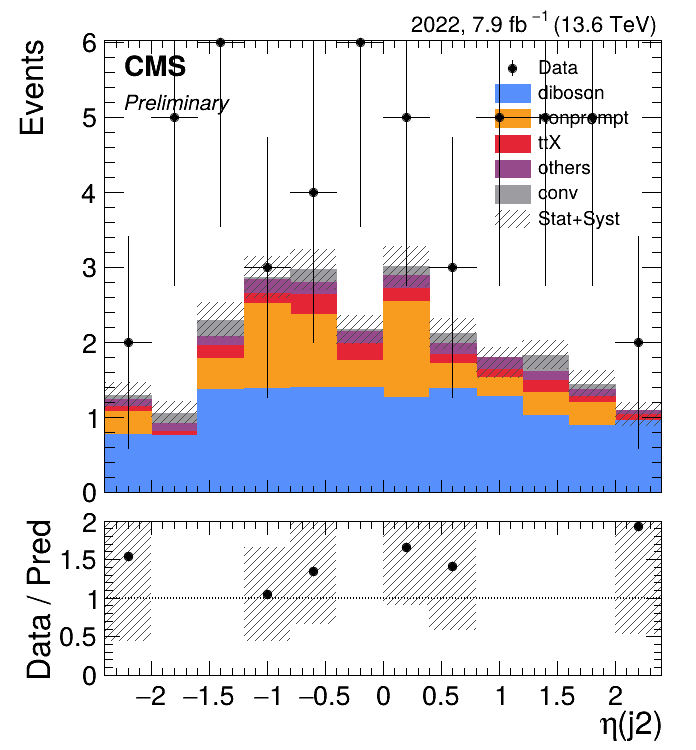 2022, 7.9 fb⁻¹ (13.6 TeV)
Events
6
5
4
3
2
1
0
CMS
Preliminary
Data
diboson
nonprompt
ttX
others
conv
Stat+Syst
Data / Pred
2
1.5
1
0.5
0
−2 −1.5 −1 −0.5 0 0.5 1 1.5 2
η(j2)